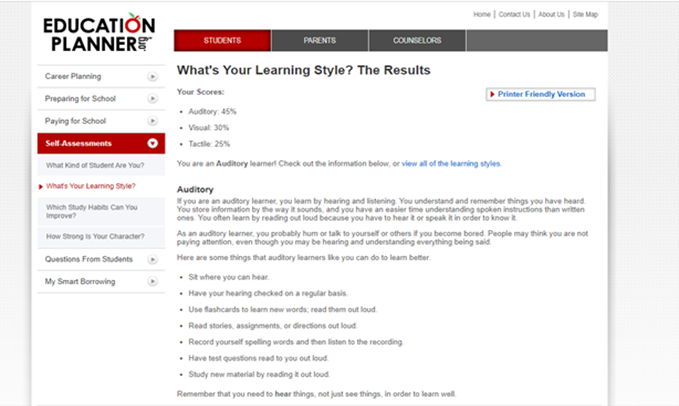 Home | Contact Us | About Us | Site Map
EDUCATION
PLANNER.org
STUDENTS
PARENTS
COUNSELORS
Career Planning
Preparing for School
Paying for School
Self-Assessments
What Kind of Student Are You?
What's Your Learning Style?
Which Study Habits Can You
Improve?
How Strong Is Your Character?
Questions From Students
My Smart Borrowing
What's Your Learning Style? The Results
Your Scores:
Printer Friendly Version
• Auditory: 45%
• Visual: 30%
• Tactile: 25%
You are an Auditory learner! Check out the information below, or view all of the learning styles.
Auditory
If you are an auditory learner, you learn by hearing and listening. You understand and remember things you have heard.
You store information by the way it sounds, and you have an easier time understanding spoken instructions than written
ones. You often learn by reading out loud because you have to hear it or speak it in order to know it.
As an auditory learner, you probably hum or talk to yourself or others if you become bored. People may think you are not
paying attention, even though you may be hearing and understanding everything being said.
Here are some things that auditory learners like you can do to learn better.
• Sit where you can hear.
• Have your hearing checked on a regular basis.
• Use flashcards to learn new words; read them out loud.
• Read stories, assignments, or directions out loud.
• Record yourself spelling words and then listen to the recording.
• Have test questions read to you out loud.
• Study new material by reading it out loud.
Remember that you need to hear things, not just see things, in order to learn well.